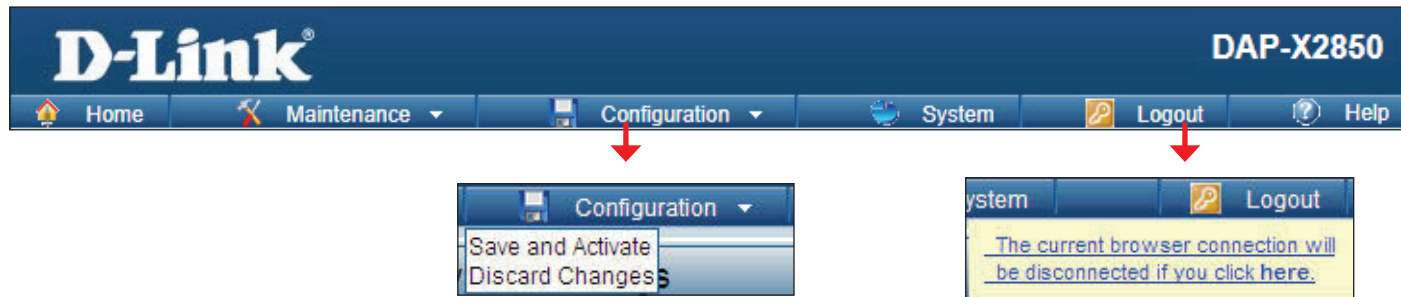 D-Link®
DAP-X2850
Home Maintenance Configuration System Logout Help
Configuration
Save and Activate
Discard Changes
ystem Logout
The current browser connection will
be disconnected if you click here.